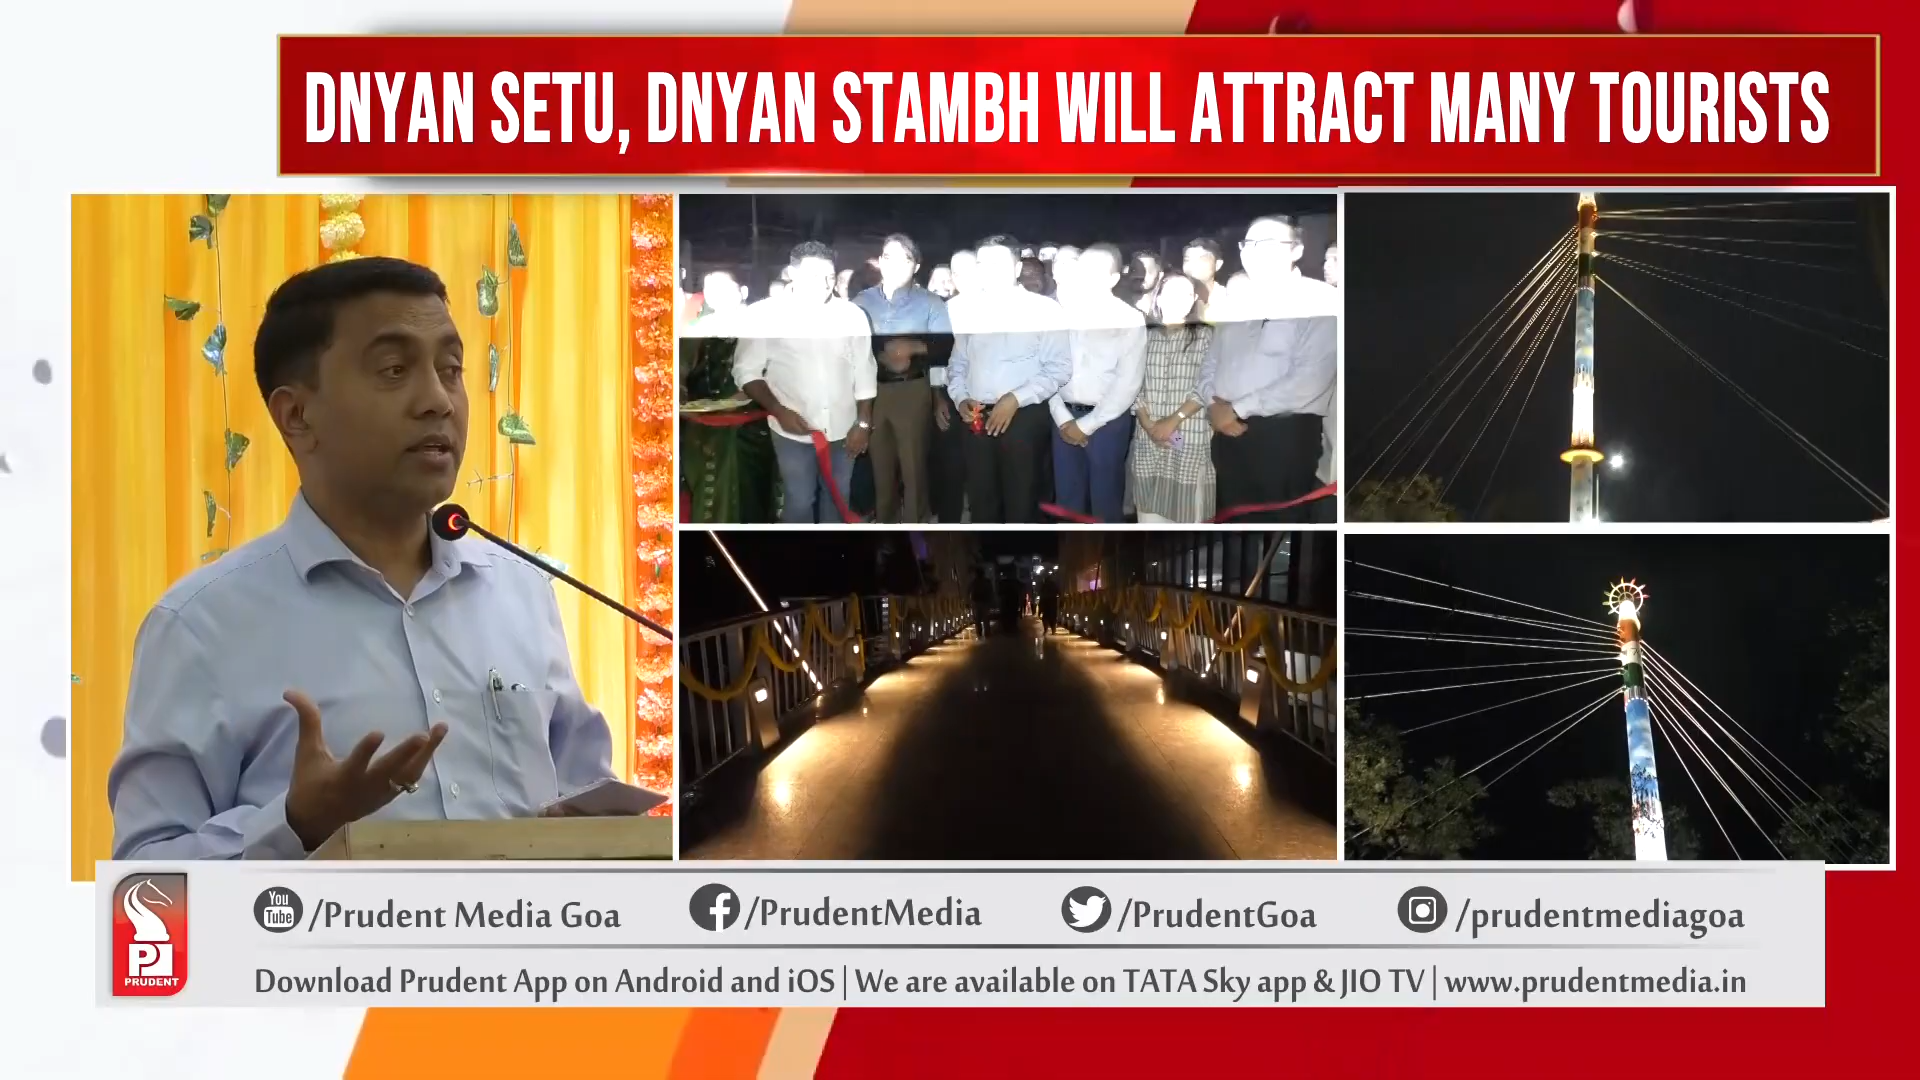 DNYAN SETU, DNYAN STAMBH WILL ATTRACT MANY TOURISTS
You Tube /Prudent Media Goa /PrudentMedia /PrudentGoa /prudentmediagoa
PRUDENT
Download Prudent App on Android and iOS | We are available on TATA Sky app & JIO TV | www.prudentmedia.in